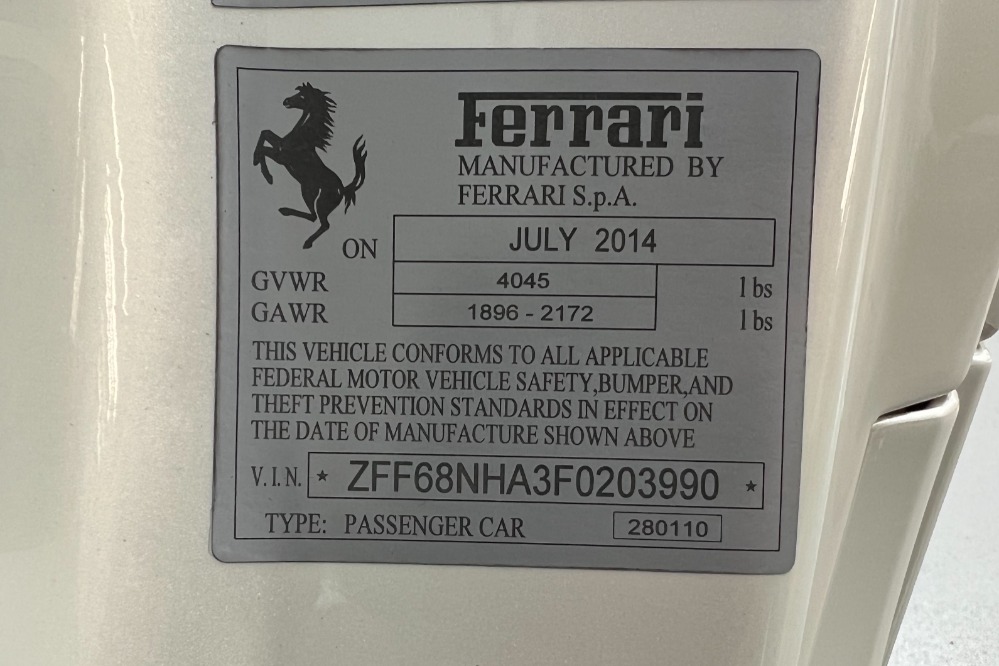 Ferrari
MANUFACTURED BY
FERRARI S.p.A.
ON JULY 2014
GVWR 4045 lbs
GAWR 1896 - 2172 lbs
THIS VEHICLE CONFORMS TO ALL APPLICABLE
FEDERAL MOTOR VEHICLE SAFETY,BUMPER,AND
THEFT PREVENTION STANDARDS IN EFFECT ON
THE DATE OF MANUFACTURE SHOWN ABOVE
V.I.N. * ZFF68NHA3F0203990 *
TYPE: PASSENGER CAR 280110